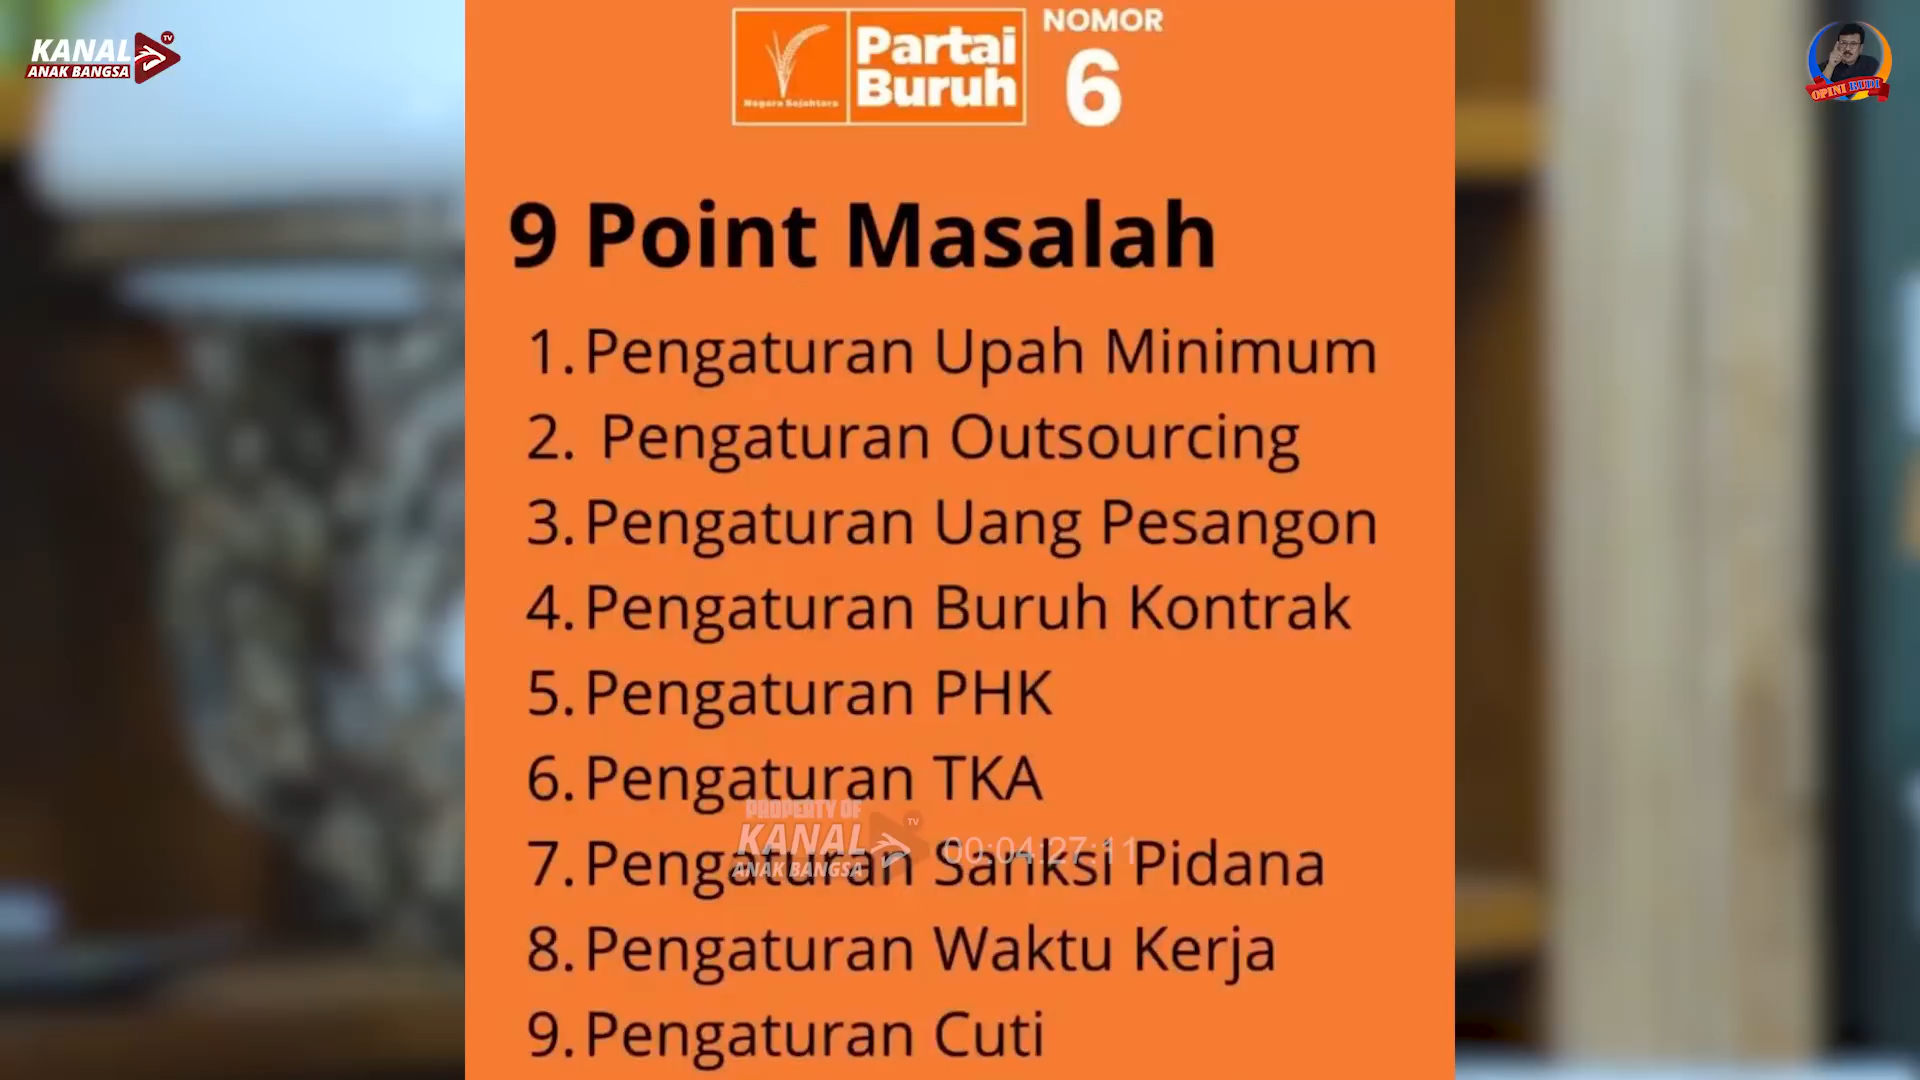 KANAL TV
ANAK BANGSA
Negara Sejahtera
Partai
Buruh
NOMOR
6
OPINI BUDI
9 Point Masalah
1. Pengaturan Upah Minimum
2. Pengaturan Outsourcing
3. Pengaturan Uang Pesangon
4. Pengaturan Buruh Kontrak
5. Pengaturan PHK
6. Pengaturan TKA
PROPERTY OF
KANAL TV
ANAK BANGSA
00:04:27:11
7. Pengaturan Sanksi Pidana
8. Pengaturan Waktu Kerja
9. Pengaturan Cuti